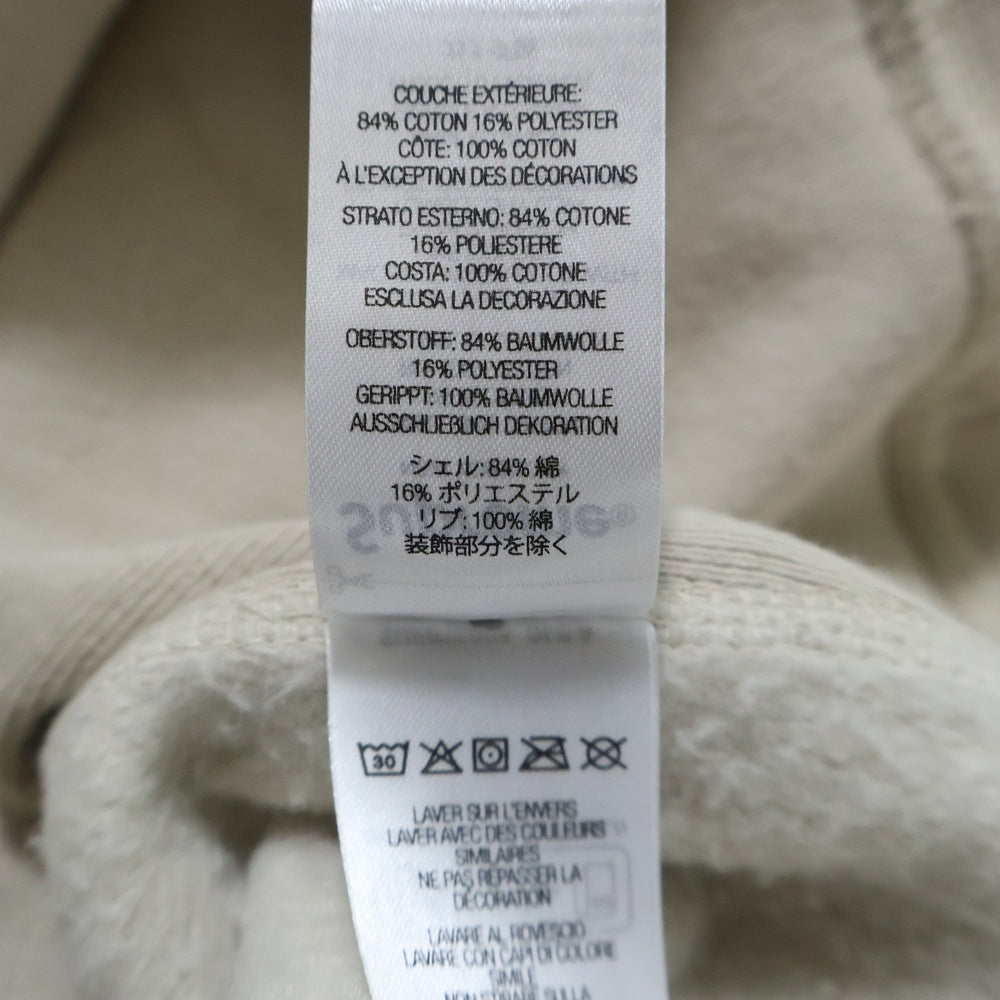 COUCHE EXTÉRIEURE:
84% COTON 16% POLYESTER
CÔTE: 100% COTON
À L'EXCEPTION DES DÉCORATIONS
STRATO ESTERNO: 84% COTONE
16% POLIESTERE
COSTA: 100% COTONE
ESCLUSA LA DECORAZIONE
OBERSTOFF: 84% BAUMWOLLE
16% POLYESTER
GERIPPT: 100% BAUMWOLLE
AUSSCHLIEßLICH DEKORATION
シェル: 84% 綿
16% ポリエステル
リブ: 100% 綿
装飾部分を除く
30
LAVER SUR L'ENVERS
LAVER AVEC DES COULEURS
SIMILAIRES
NE PAS REPASSER LA
DÉCORATION
LAVARE AL ROVESCIO
LAVARE CON CAPI DI COLORE
SIMILE
NON STIRARE SULLA